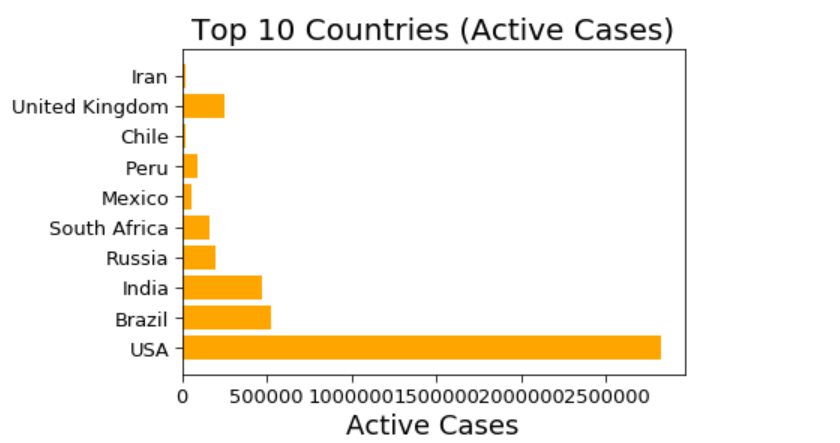 Top 10 Countries (Active Cases)
Iran
United Kingdom
Chile
Peru
Mexico
South Africa
Russia
India
Brazil
USA
0 500000 1000000 1500000 2000000 2500000
Active Cases